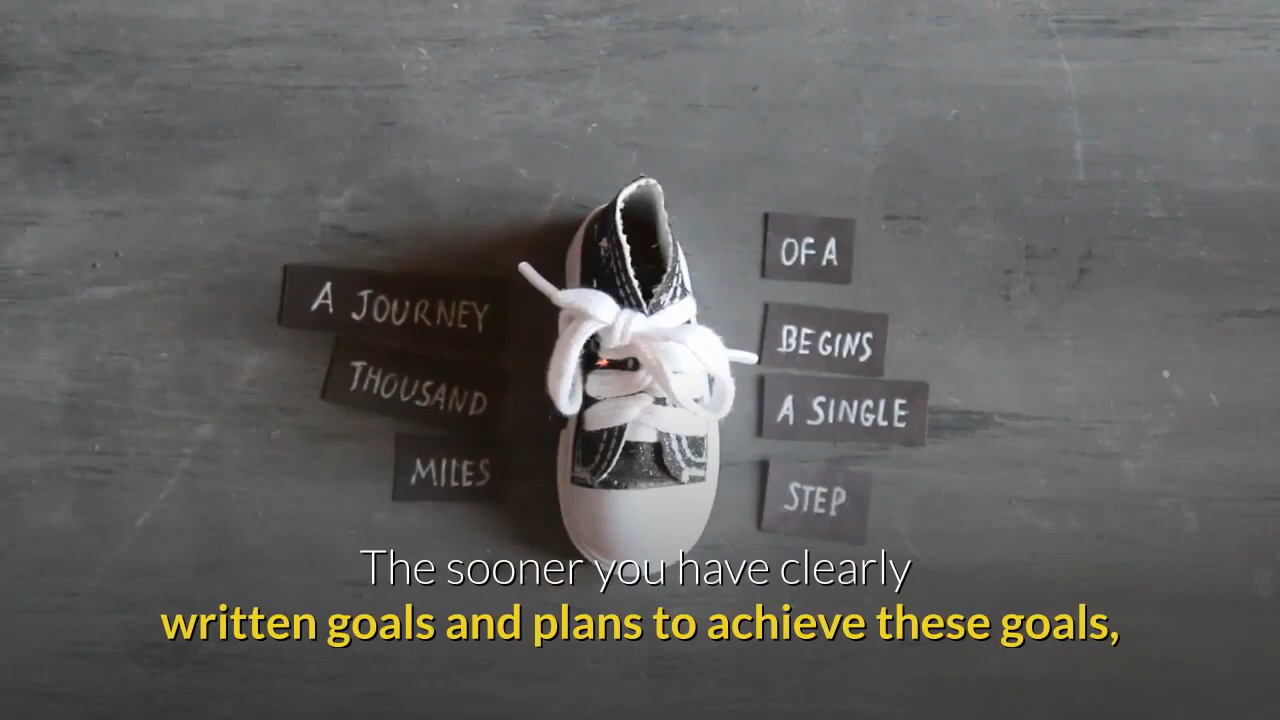 A JOURNEY
OF A
THOUSAND
MILES
BEGINS
A SINGLE
STEP
The sooner you have clearly
written goals and plans to achieve these goals,